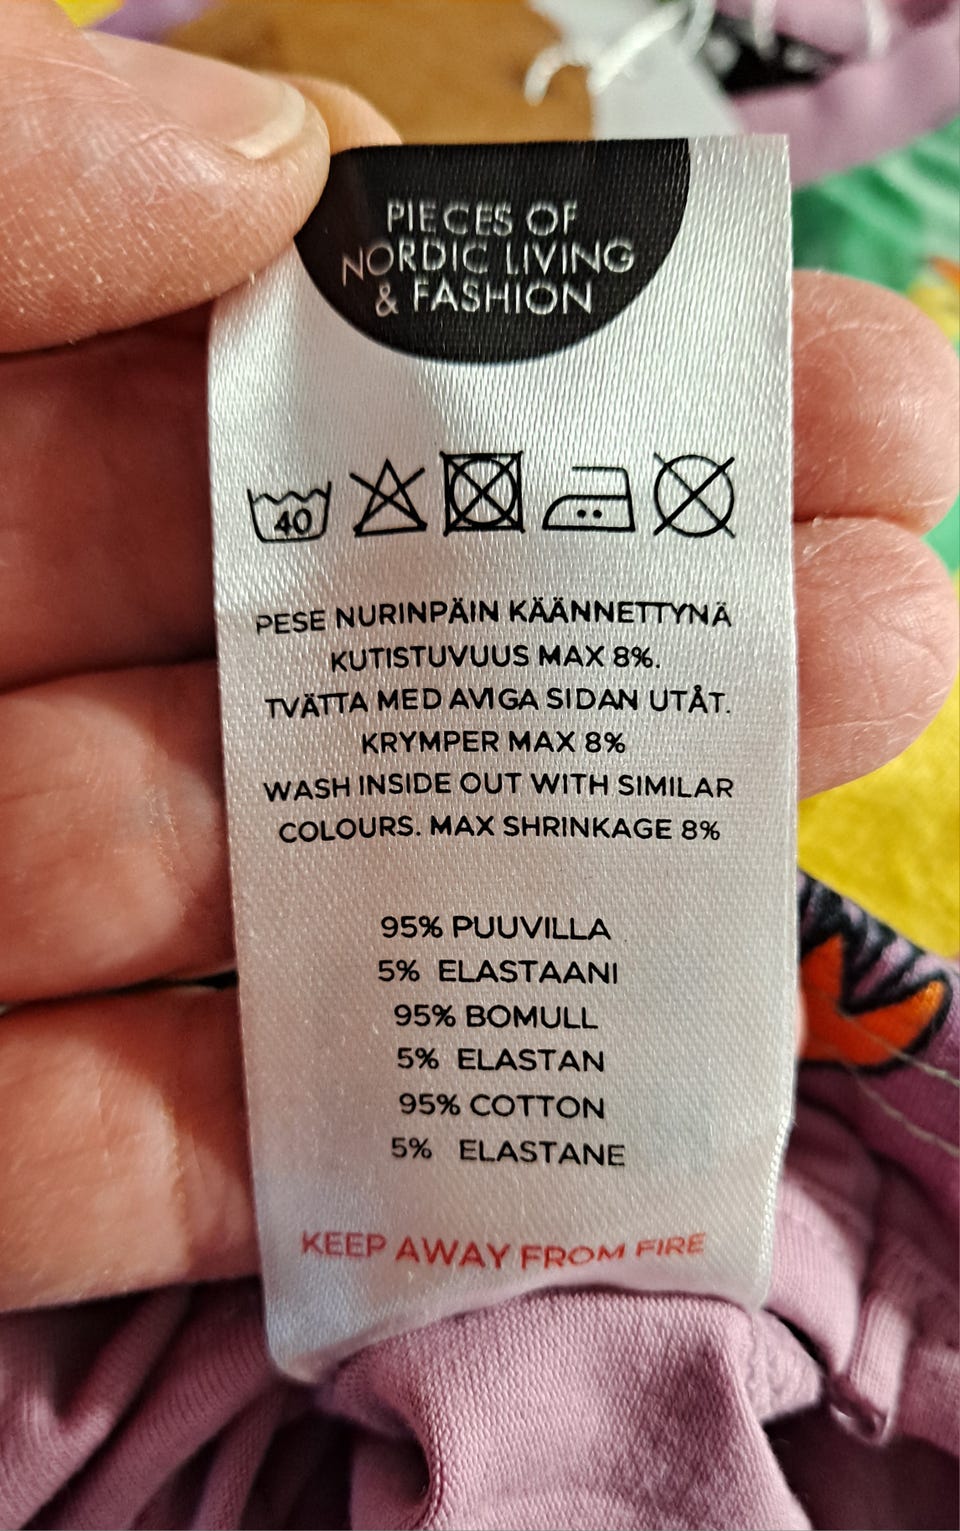 PIECES OF
NORDIC LIVING
& FASHION
40
PESE NURINPÄIN KÄÄNNETTYNÄ
KUTISTUVUUS MAX 8%.
TVÄTTA MED AVIGA SIDAN UTÅT.
KRYMPER MAX 8%
WASH INSIDE OUT WITH SIMILAR
COLOURS. MAX SHRINKAGE 8%
95% PUUVILLA
5% ELASTAANI
95% BOMULL
5% ELASTAN
95% COTTON
5% ELASTANE
KEEP AWAY FROM FIRE